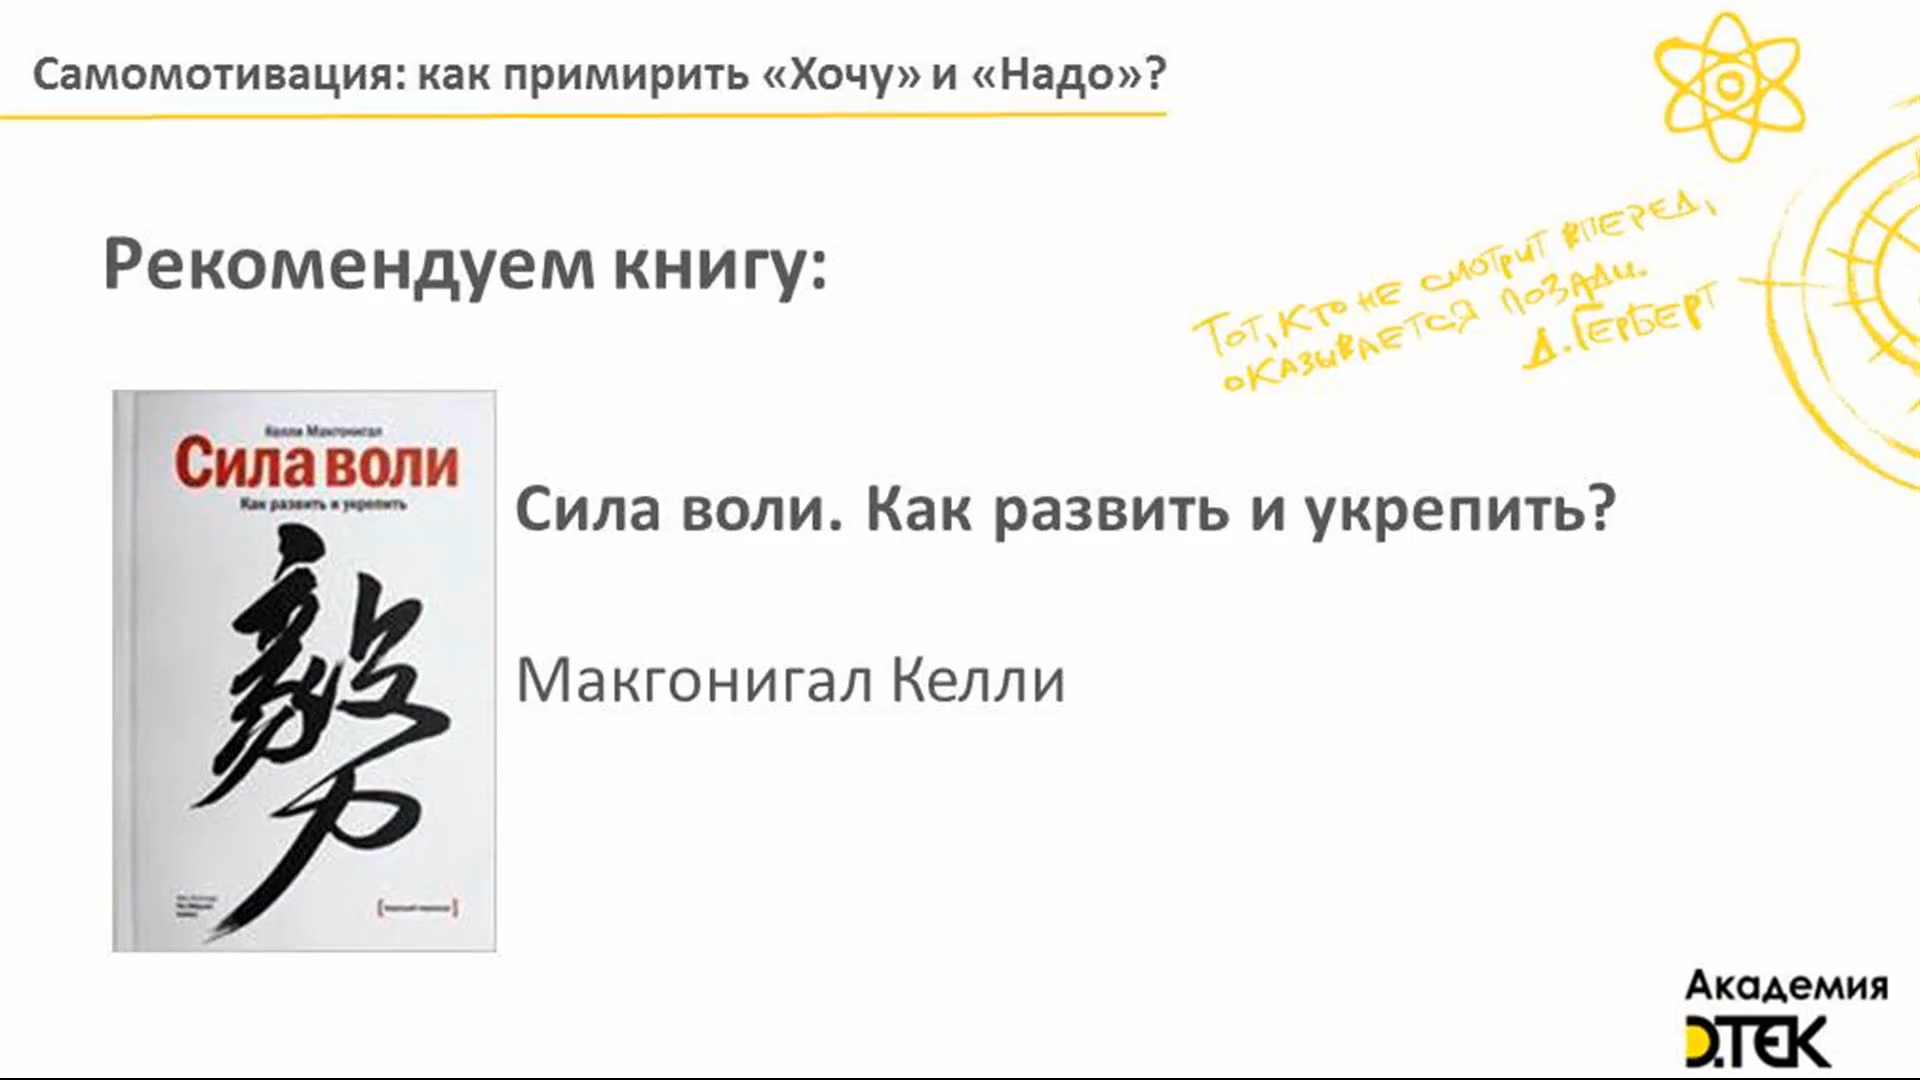 Самомотивация: как примирить «Хочу» и «Надо»?
Тот, кто не смотрит вперед,
оказывается позади.
Д. Герберт
Рекомендуем книгу:
Келли Макгонигал
Сила воли
Как развить и укрепить
Сила воли. Как развить и укрепить?
Макгонигал Келли
Академия
ДТЕК